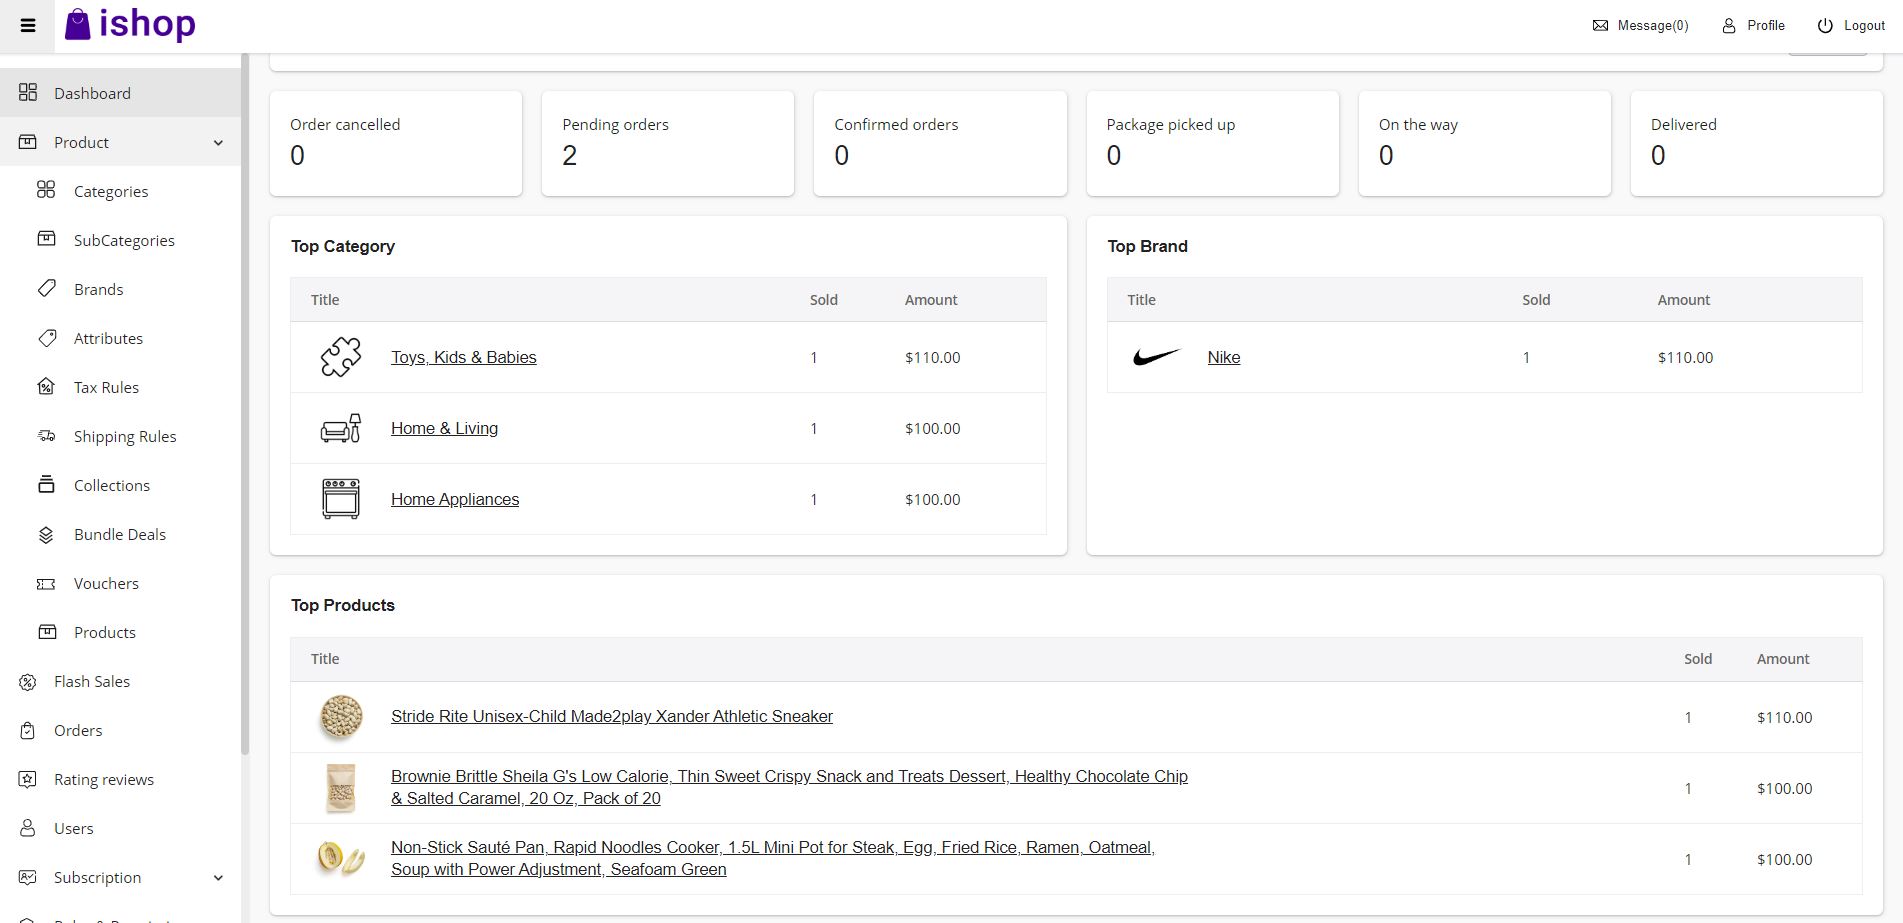 ishop
Message(0)
Profile
Logout
Dashboard
Product
Categories
SubCategories
Brands
Attributes
Tax Rules
Shipping Rules
Collections
Bundle Deals
Vouchers
Products
Flash Sales
Orders
Rating reviews
Users
Subscription
Order cancelled
0
Pending orders
2
Confirmed orders
0
Package picked up
0
On the way
0
Delivered
0
Top Category
Title Sold Amount
Toys, Kids & Babies 1 $110.00
Home & Living 1 $100.00
Home Appliances 1 $100.00
Top Brand
Title Sold Amount
Nike 1 $110.00
Top Products
Title Sold Amount
Stride Rite Unisex-Child Made2play Xander Athletic Sneaker 1 $110.00
Brownie Brittle Sheila G's Low Calorie, Thin Sweet Crispy Snack and Treats Dessert, Healthy Chocolate Chip
& Salted Caramel, 20 Oz, Pack of 20 1 $100.00
Non-Stick Sauté Pan, Rapid Noodles Cooker, 1.5L Mini Pot for Steak, Egg, Fried Rice, Ramen, Oatmeal,
Soup with Power Adjustment, Seafoam Green 1 $100.00